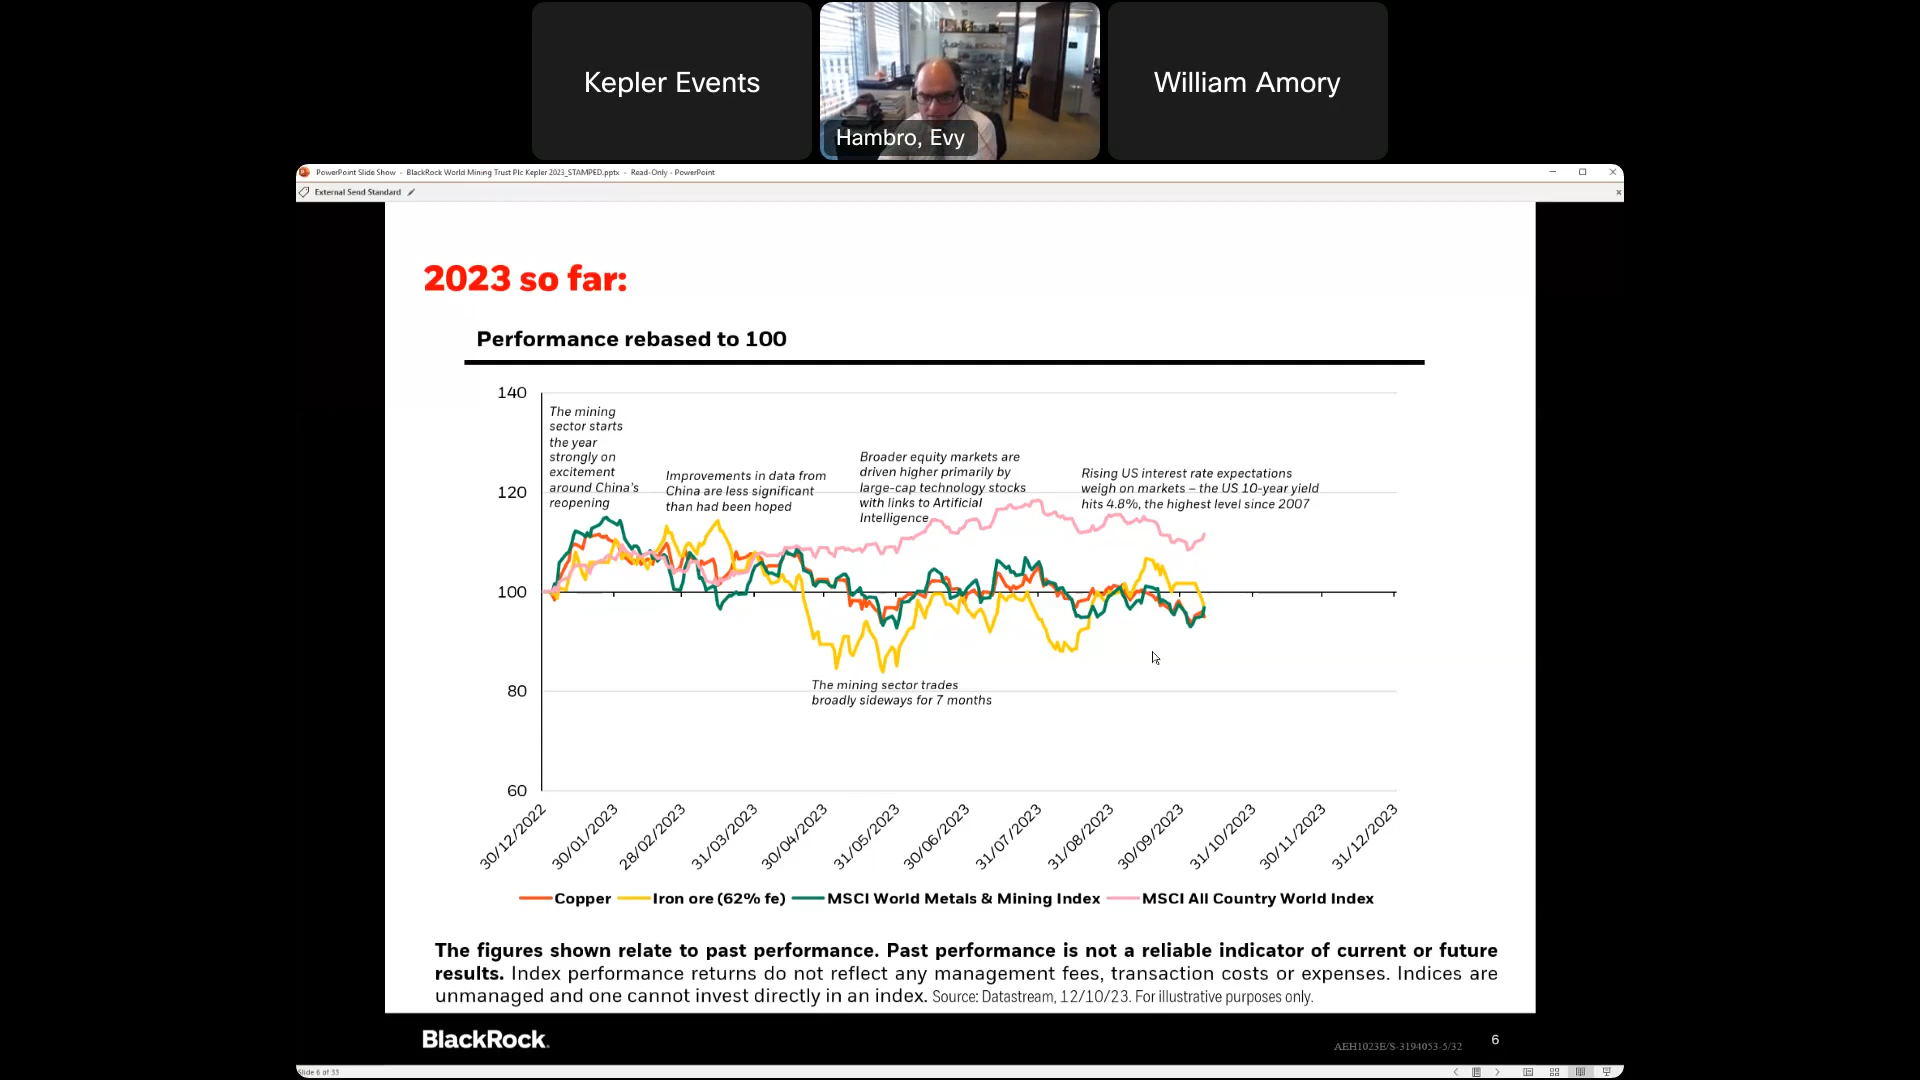 Kepler Events
Hambro, Evy
William Amory
PowerPoint Slide Show - BlackRock World Mining Trust Plc Kepler 2023_STAMPED.pptx - Read-Only - PowerPoint
External Send Standard
2023 so far:
Performance rebased to 100
140
120
100
80
60
The mining
sector starts
the year
strongly on
excitement
around China's
reopening
Improvements in data from
China are less significant
than had been hoped
Broader equity markets are
driven higher primarily by
large-cap technology stocks
with links to Artificial
Intelligence
Rising US interest rate expectations
weigh on markets – the US 10-year yield
hits 4.8%, the highest level since 2007
The mining sector trades
broadly sideways for 7 months
30/12/2022
30/01/2023
28/02/2023
31/03/2023
30/04/2023
31/05/2023
30/06/2023
31/07/2023
31/08/2023
30/09/2023
31/10/2023
30/11/2023
31/12/2023
Copper Iron ore (62% fe) MSCI World Metals & Mining Index MSCI All Country World Index
The figures shown relate to past performance. Past performance is not a reliable indicator of current or future
results. Index performance returns do not reflect any management fees, transaction costs or expenses. Indices are
unmanaged and one cannot invest directly in an index. Source: Datastream, 12/10/23. For illustrative purposes only.
BlackRock.
AEH1023E/S-3194053-5/32
6
Slide 6 of 33